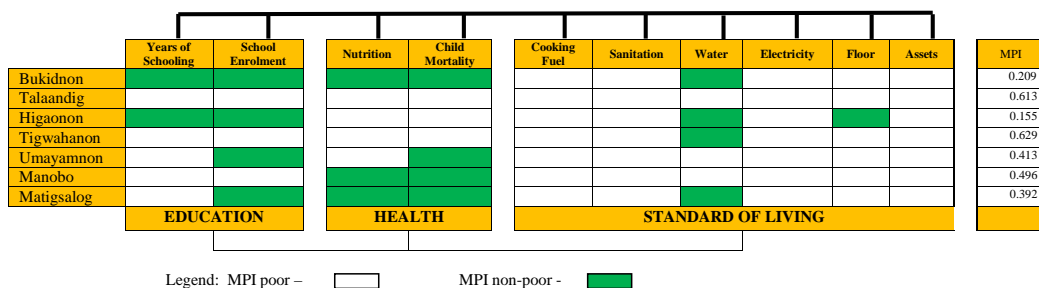 Years of Schooling School Enrolment Nutrition Child Mortality Cooking Fuel Sanitation Water Electricity Floor Assets MPI
Bukidnon 0.209
Talaandig 0.613
Higaonon 0.155
Tigwahanon 0.629
Umayamnon 0.413
Manobo 0.496
Matigsalog 0.392
EDUCATION HEALTH STANDARD OF LIVING
Legend: MPI poor – MPI non-poor -